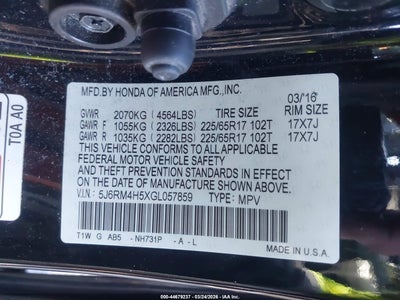 MFD.BY HONDA OF AMERICA MFG.,INC.
03/'16
GVWR 2070KG (4564LBS) TIRE SIZE RIM SIZE
GAWR F 1055KG (2326LBS) 225/65R17 102T 17X7J
GAWR R 1035KG (2282LBS) 225/65R17 102T 17X7J
THIS VEHICLE CONFORMS TO ALL APPLICABLE
FEDERAL MOTOR VEHICLE SAFETY
AND THEFT PREVENTION STANDARDS IN EFFECT
ON THE DATE OF MANUFACTURE SHOWN ABOVE.
V.I.N.: 5J6RM4H5XGL057859 TYPE: MPV
T1W G AB5 - NH731P - A - L
MADE IN U.S.A.
T0A A0
000-44679237 - 03/24/2026 - IAA Inc.